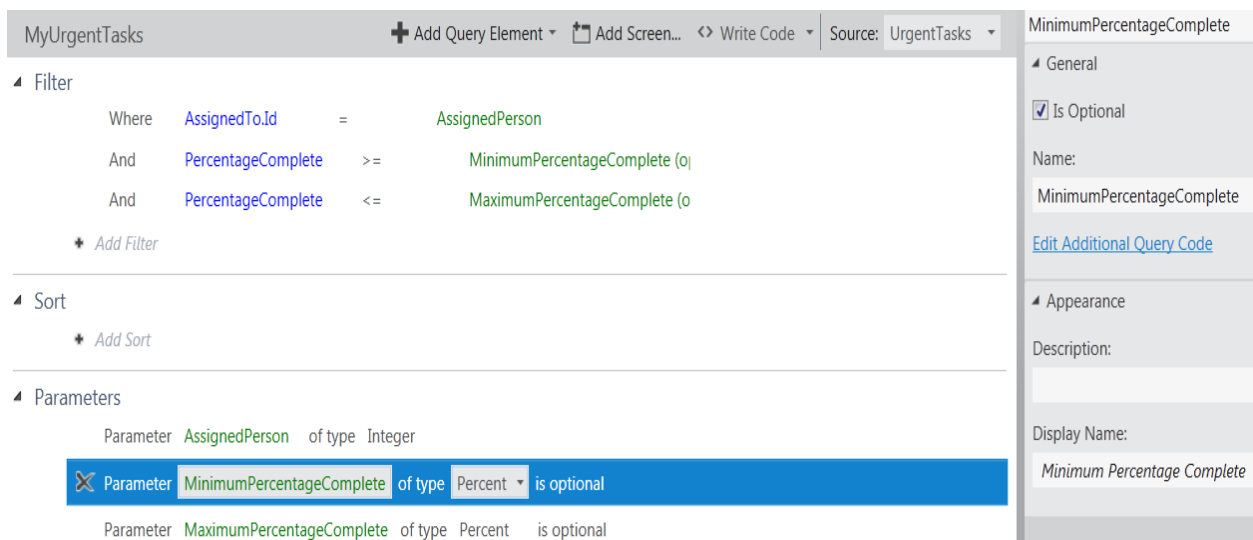 MyUrgentTasks Add Query Element Add Screen... <> Write Code Source: UrgentTasks
Filter
Where AssignedTo.Id = AssignedPerson
And PercentageComplete >= MinimumPercentageComplete (op
And PercentageComplete <= MaximumPercentageComplete (o
Add Filter
Sort
Add Sort
Parameters
Parameter AssignedPerson of type Integer
Parameter MinimumPercentageComplete of type Percent is optional
Parameter MaximumPercentageComplete of type Percent is optional
MinimumPercentageComplete
General
Is Optional
Name:
MinimumPercentageComplete
Edit Additional Query Code
Appearance
Description:
Display Name:
Minimum Percentage Complete